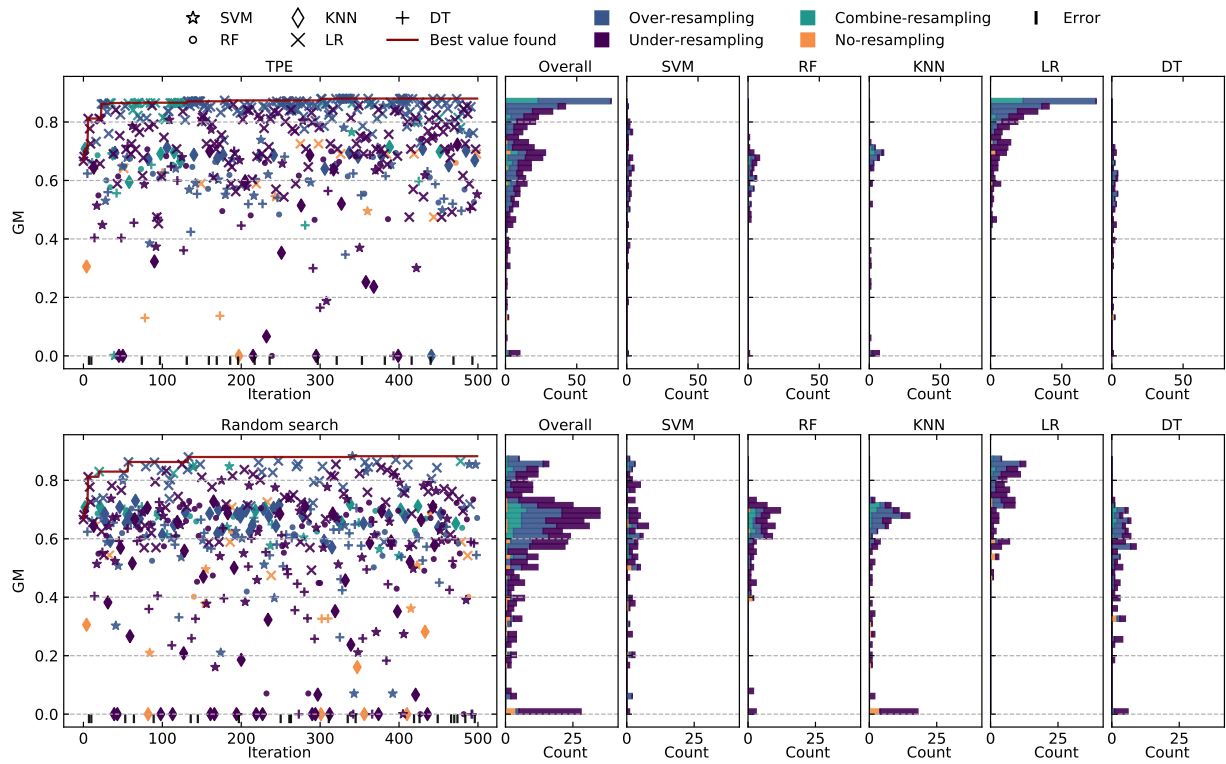 SVM KNN DT Over-resampling Combine-resampling Error
RF LR Best value found Under-resampling No-resampling
TPE Overall SVM RF KNN LR DT
GM
0.8
0.6
0.4
0.2
0.0
0 100 200 300 400 500 0 50 0 50 0 50 0 50 0 50 0 50
Iteration Count Count Count Count Count Count
Random search Overall SVM RF KNN LR DT
GM
0.8
0.6
0.4
0.2
0.0
0 100 200 300 400 500 0 25 0 25 0 25 0 25 0 25 0 25
Iteration Count Count Count Count Count Count